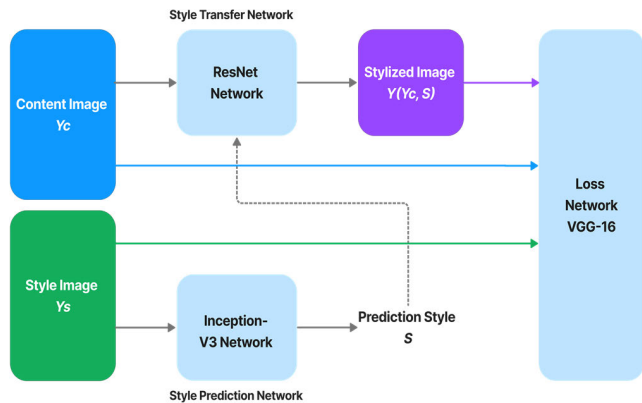 Style Transfer Network
Content Image
Yc
ResNet
Network
Stylized Image
Y(Yc, S)
Loss
Network
VGG-16
Style Image
Ys
Inception-
V3 Network
Prediction Style
S
Style Prediction Network